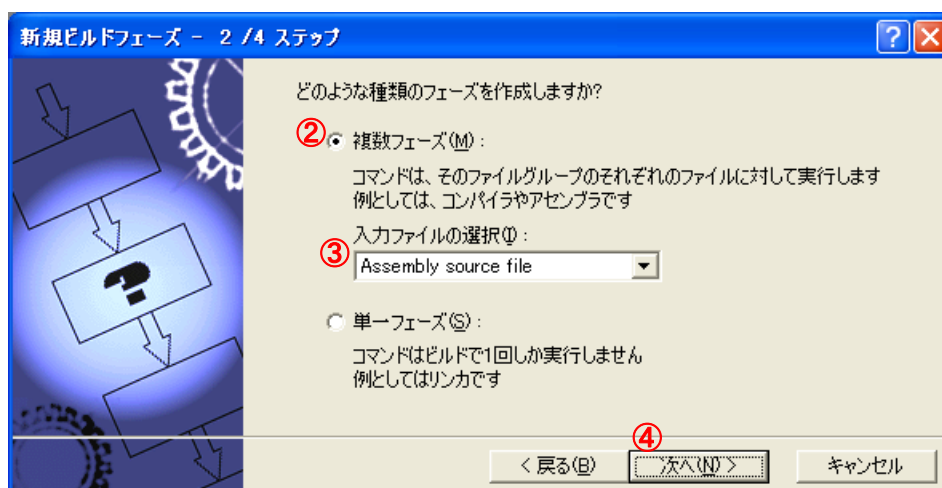 新規ビルドフェーズ - 2 /4 ステップ
どのような種類のフェーズを作成しますか?
② 複数フェーズ(M) :
コマンドは、そのファイルグループのそれぞれのファイルに対して実行します
例としては、コンパイラやアセンブラです
入力ファイルの選択(I) :
③ Assembly source file
単一フェーズ(S) :
コマンドはビルドで1回しか実行しません
例としてはリンカです
④
< 戻る(B) 次へ(N) > キャンセル